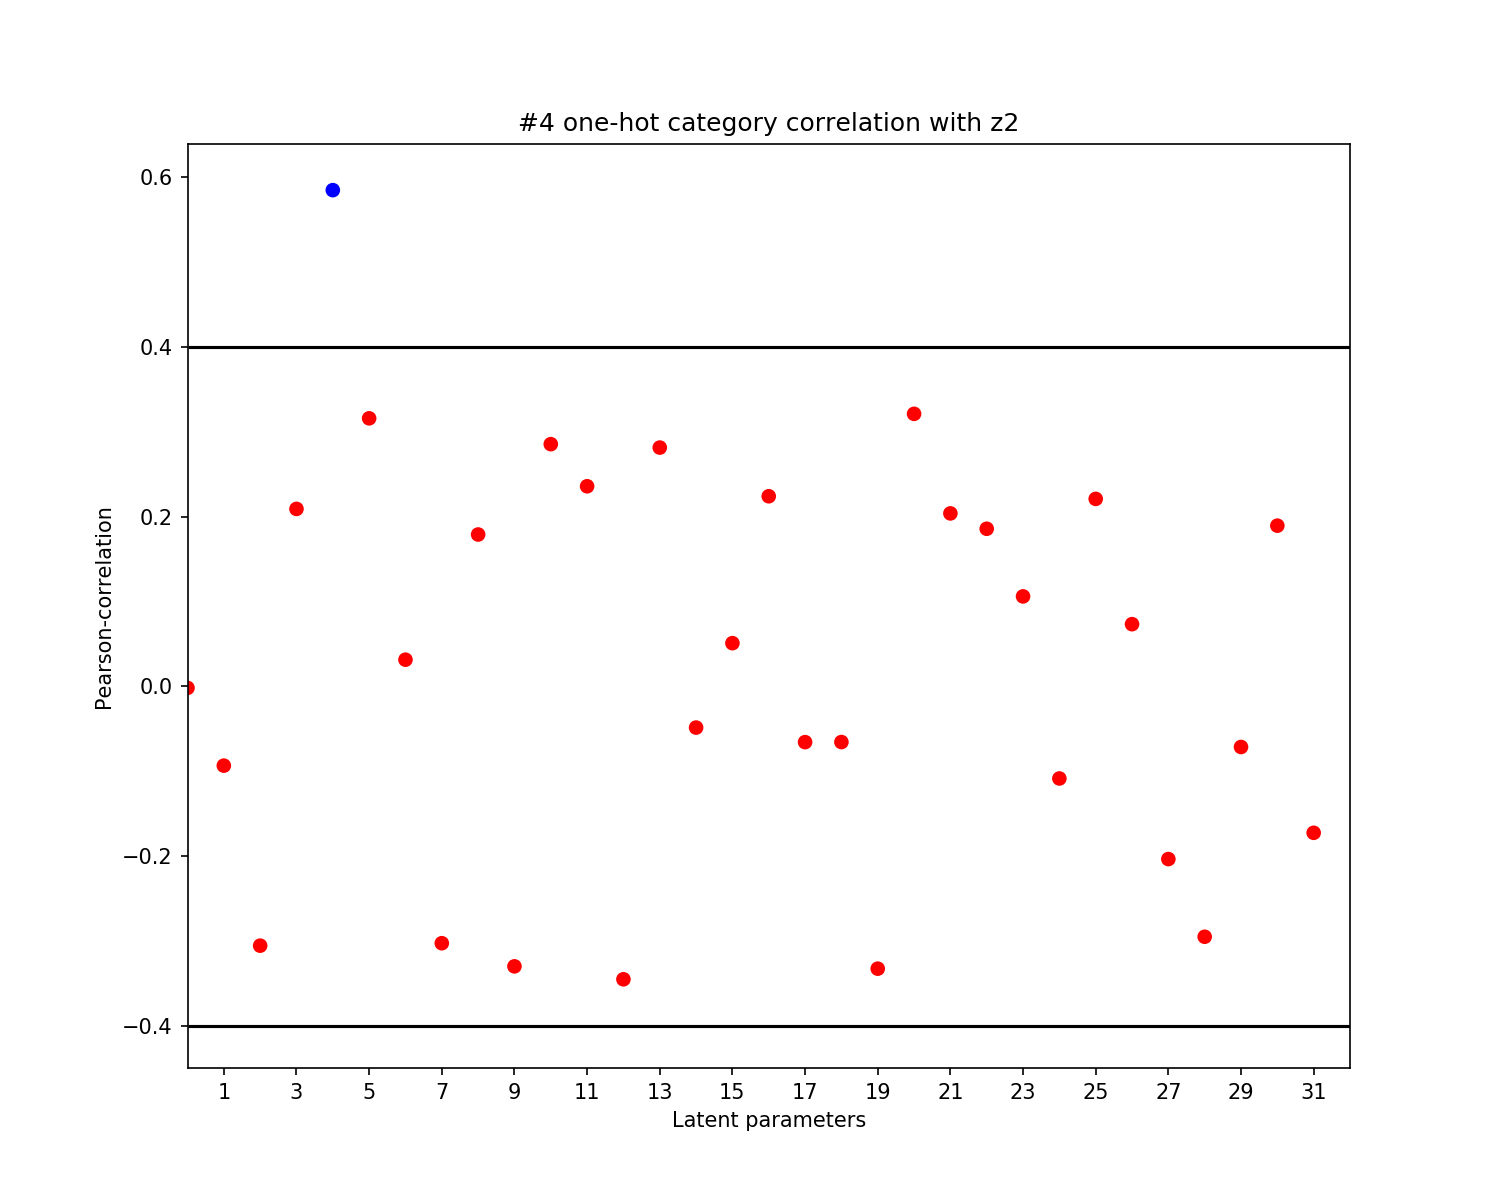 #4 one-hot category correlation with z2
0.6
0.4
0.2
0.0
−0.2
−0.4
Pearson-correlation
1 3 5 7 9 11 13 15 17 19 21 23 25 27 29 31
Latent parameters